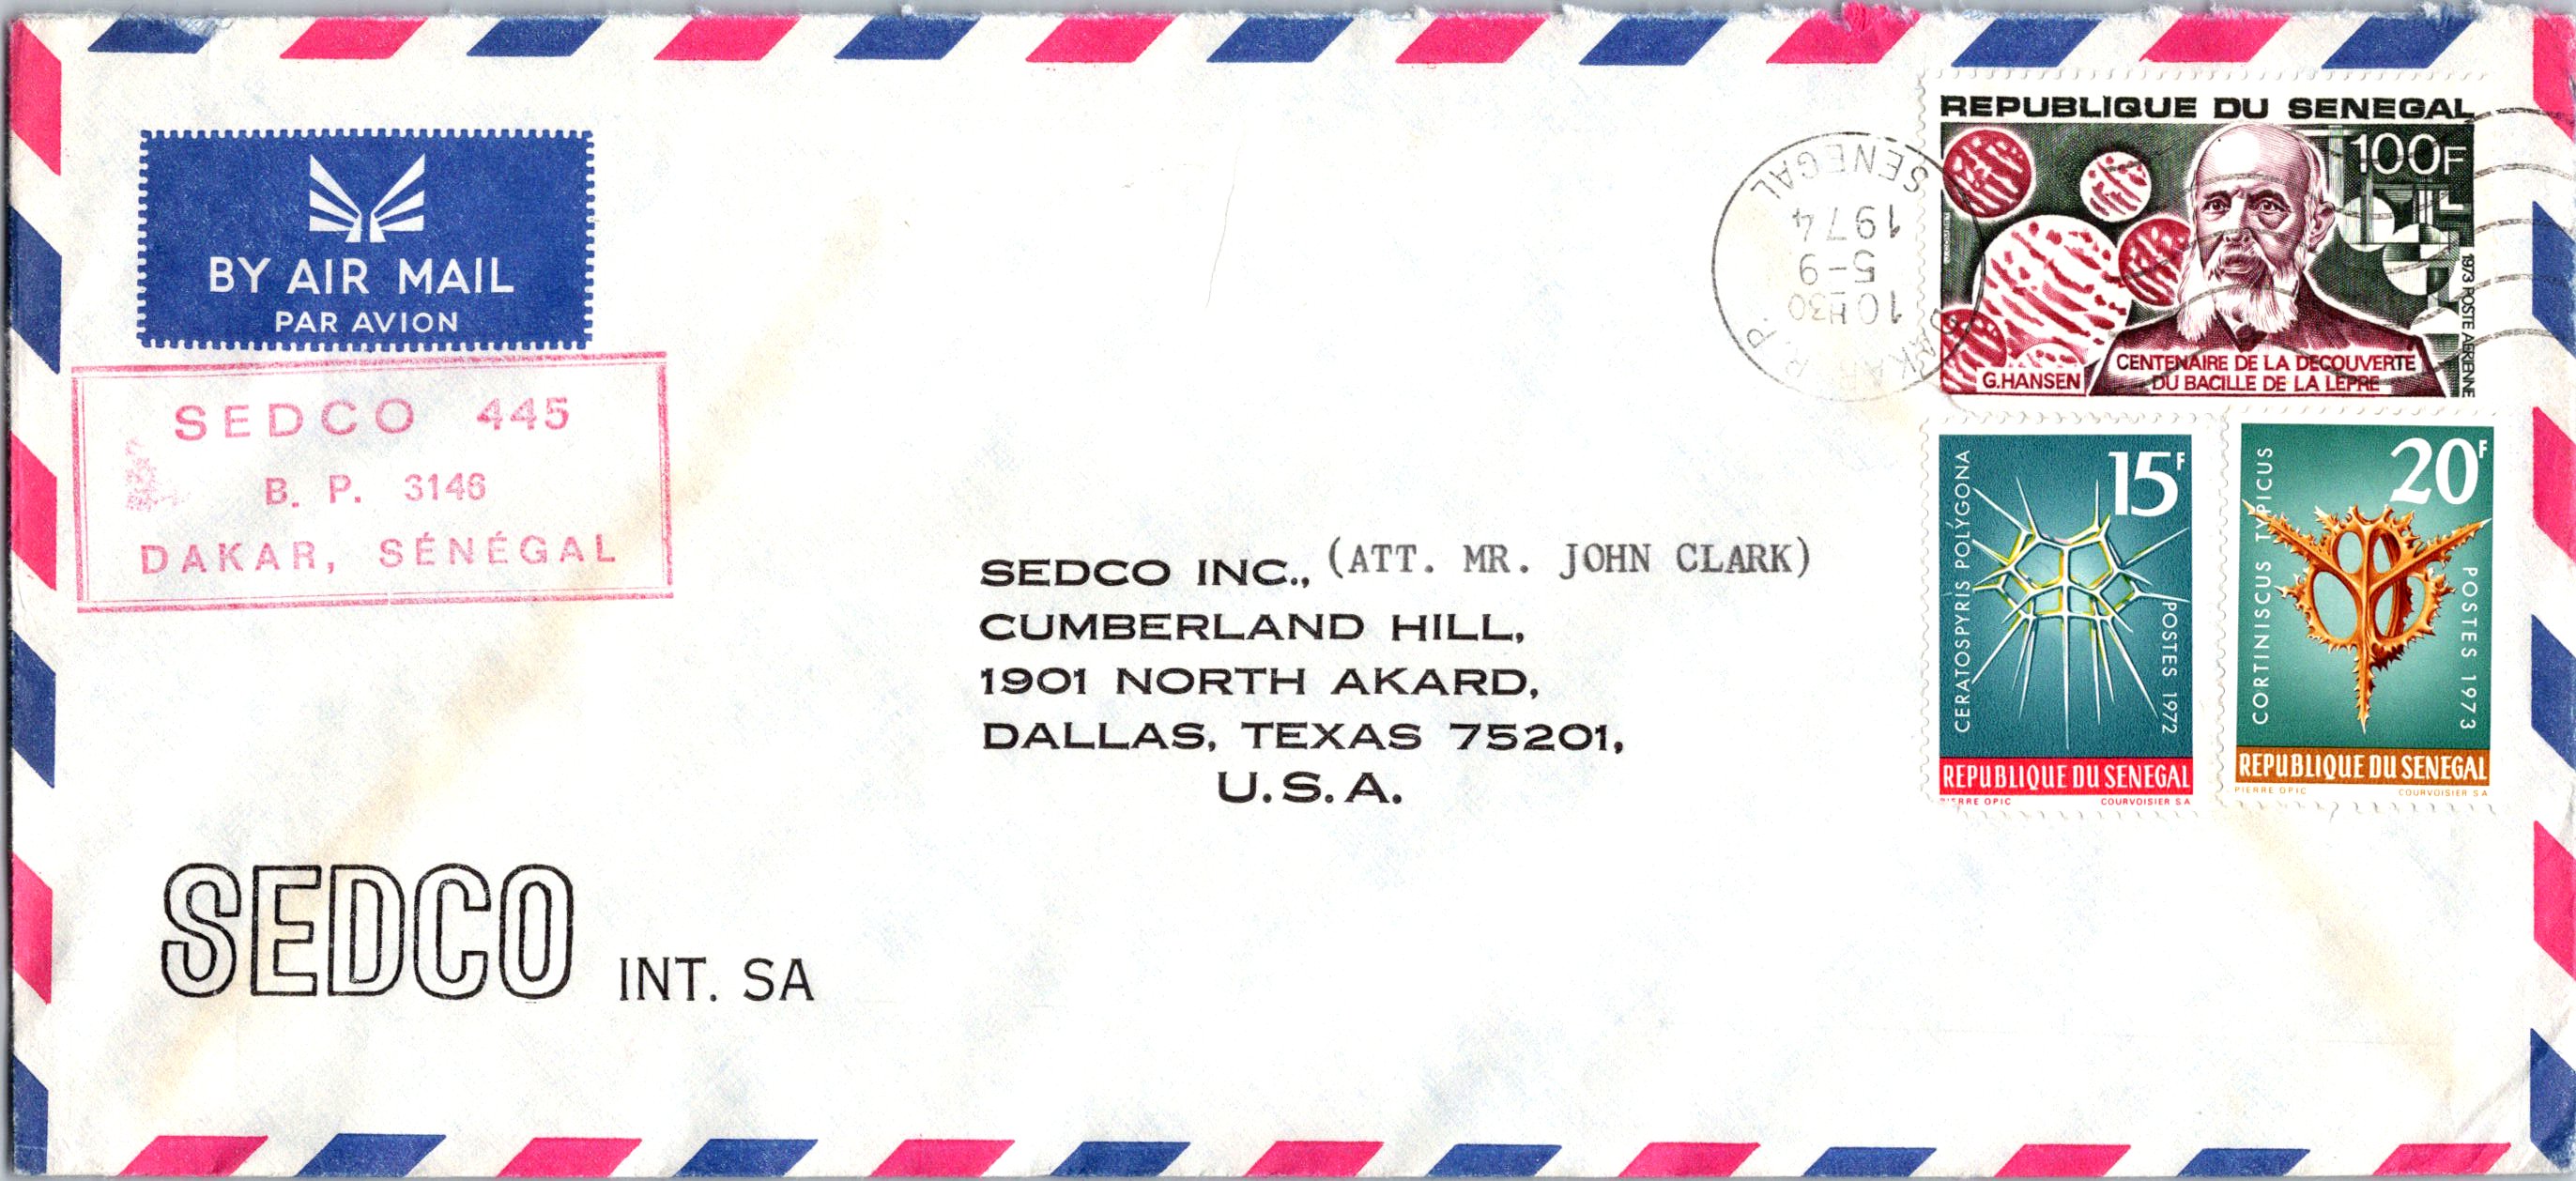 BY AIR MAIL
PAR AVION
SEDCO 445
B. P. 3146
DAKAR, SÉNÉGAL
SEDCO INC., (ATT. MR. JOHN CLARK)
CUMBERLAND HILL,
1901 NORTH AKARD,
DALLAS, TEXAS 75201,
U.S.A.
SEDCO INT. SA
DAKAR R.P.
10H30
5-9
1974
SENEGAL
REPUBLIQUE DU SENEGAL
100F
1973 POSTE AERIENNE
G.HANSEN
CENTENAIRE DE LA DECOUVERTE
DU BACILLE DE LA LEPRE
15F
CERATOSPYRIS POLYGONA
POSTES 1972
REPUBLIQUE DU SENEGAL
PIERRE OPIC COURVOISIER S A
20F
CORTINISCUS TYPICUS
POSTES 1973
REPUBLIQUE DU SENEGAL
PIERRE OPIC COURVOISIER S A